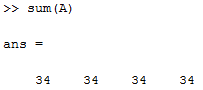 >> sum(A)
ans =
34 34 34 34